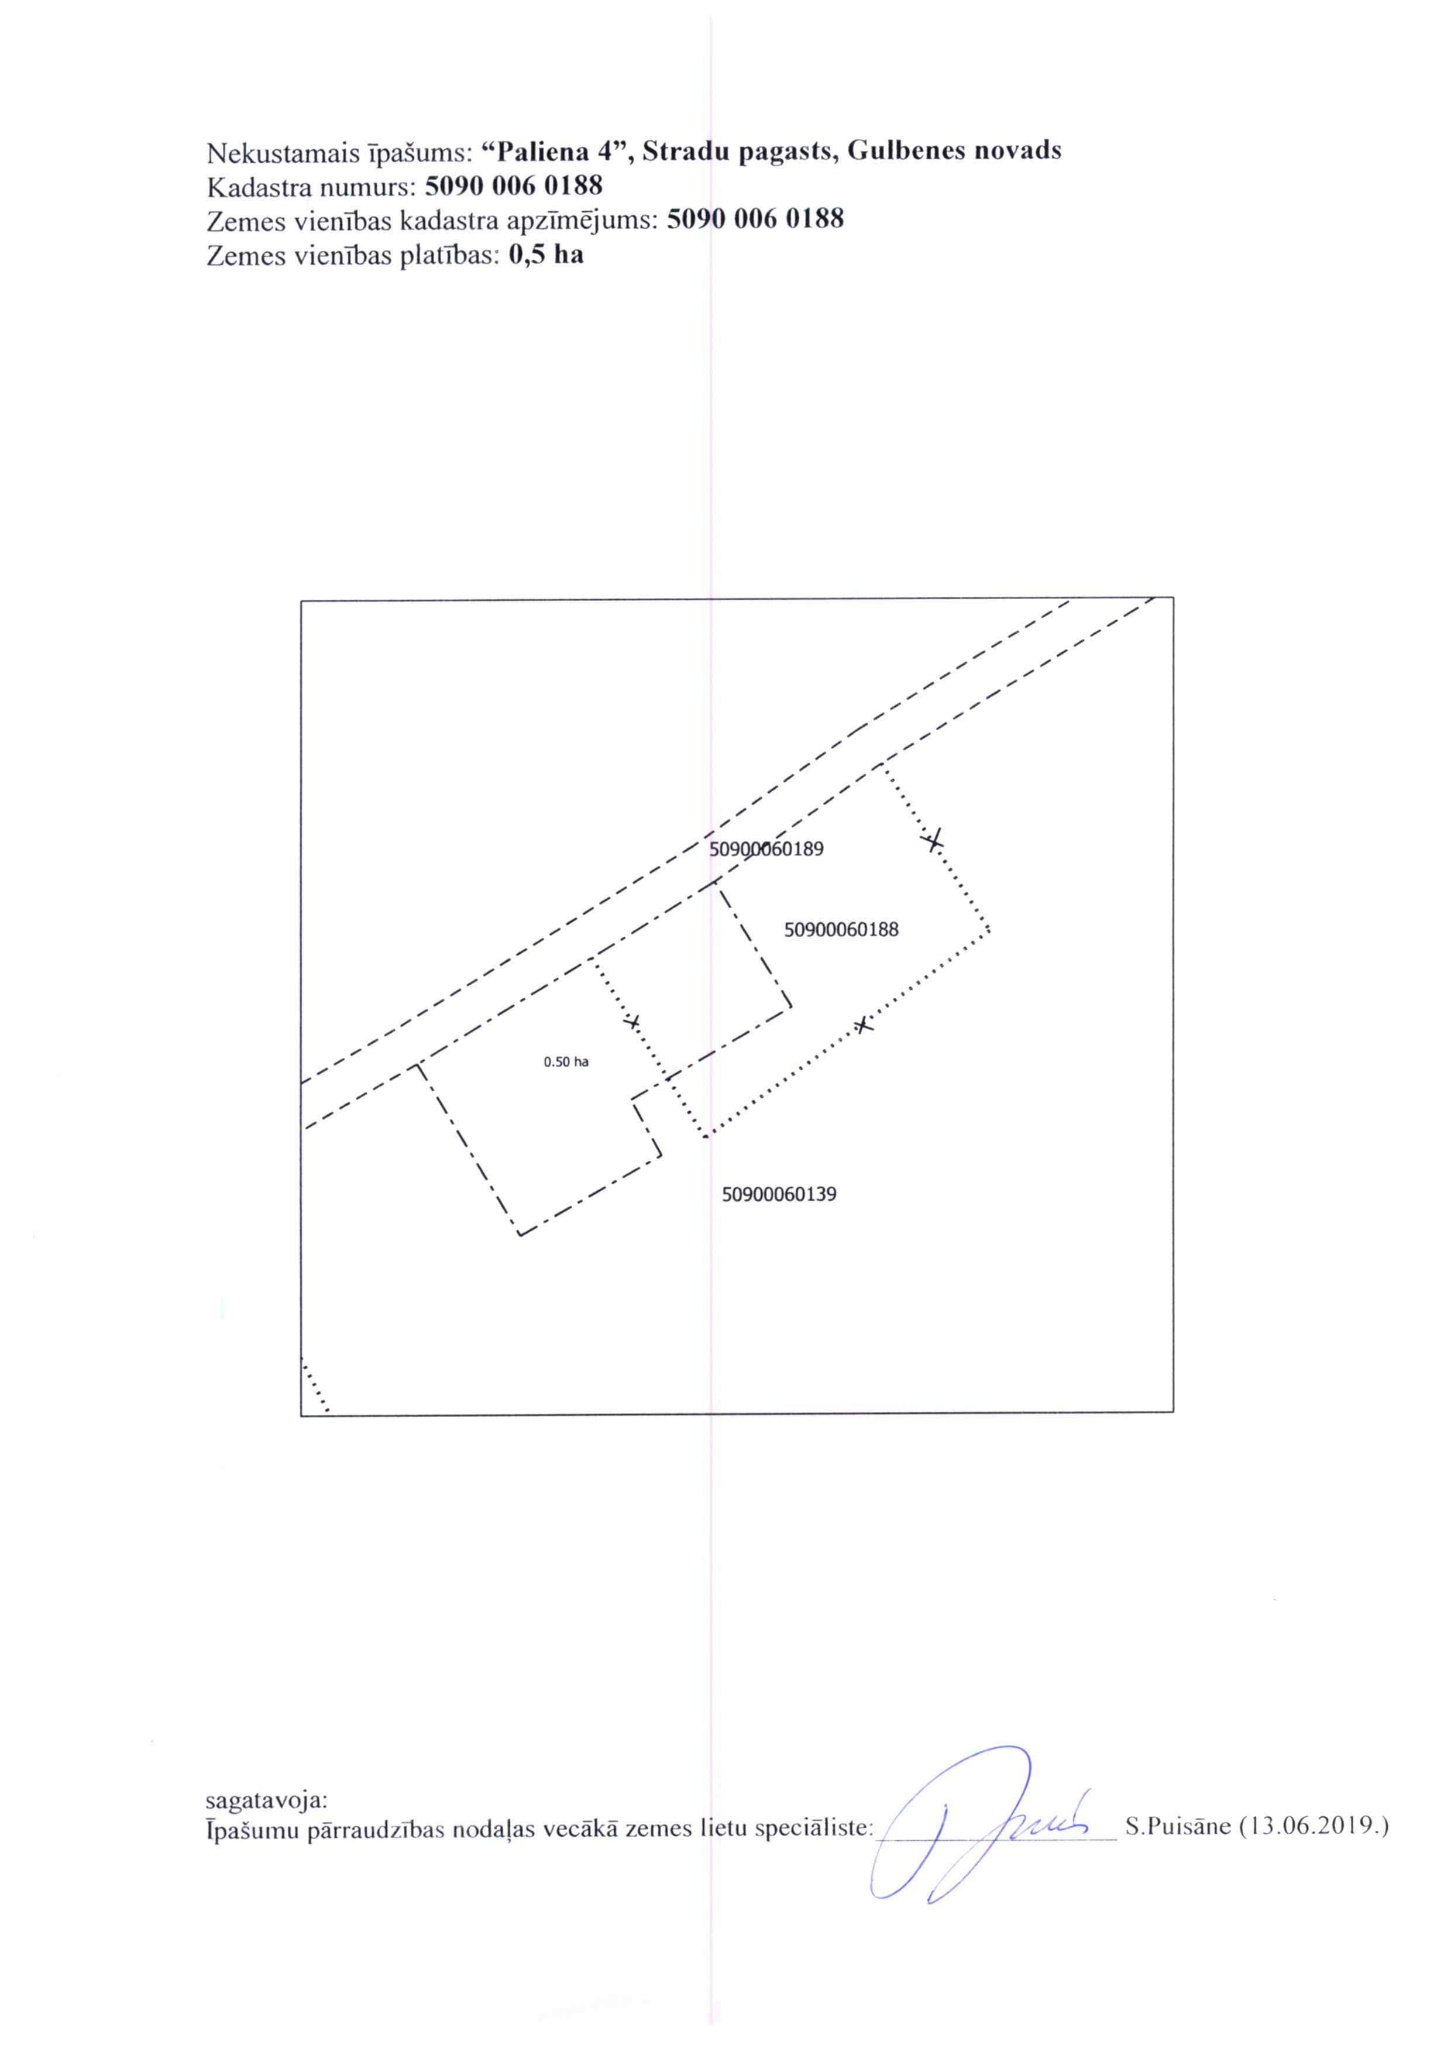 Nekustamais īpašums: “Paliena 4”, Stradu pagasts, Gulbenes novads
Kadastra numurs: 5090 006 0188
Zemes vienības kadastra apzīmējums: 5090 006 0188
Zemes vienības platības: 0,5 ha
50900060189
50900060188
0.50 ha
50900060139
sagatavoja:
Īpašumu pārraudzības nodaļas vecākā zemes lietu speciāliste: S.Puisāne (13.06.2019.)